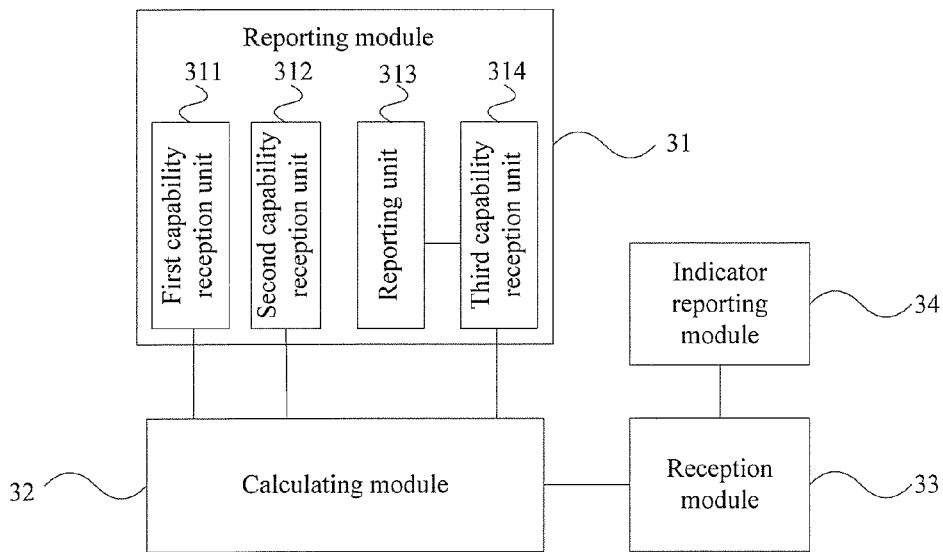 Reporting module
311
312
313
314
First capability
reception unit
Second capability
reception unit
Reporting unit
Third capability
reception unit
31
Indicator
reporting
module
34
32
Calculating module
Reception
module
33